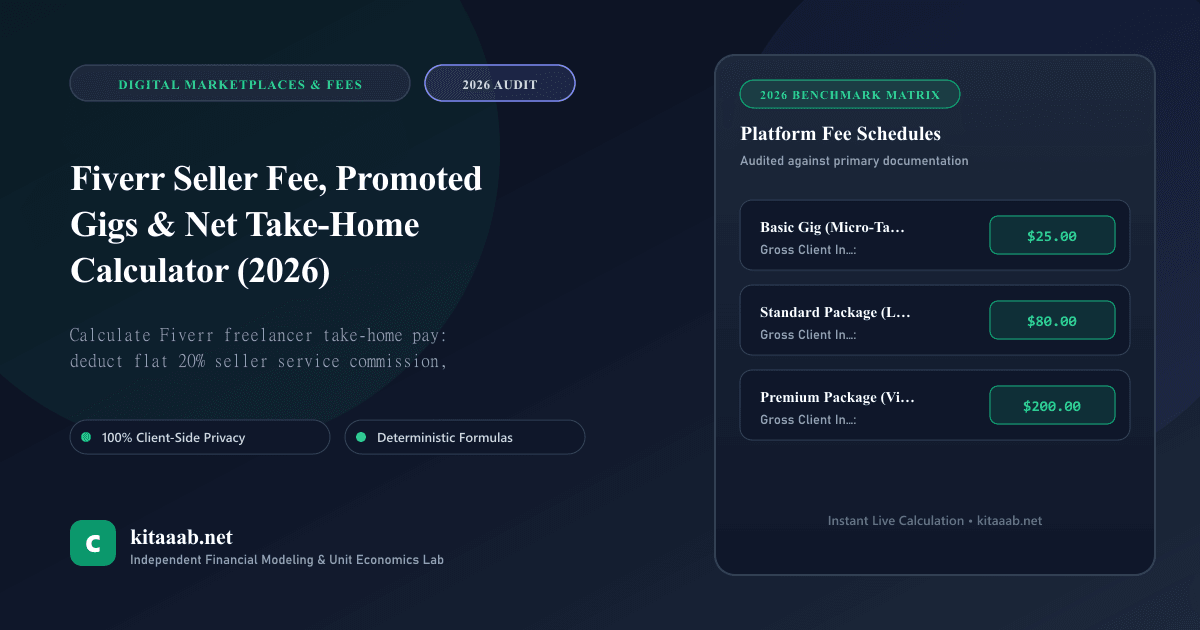 DIGITAL MARKETPLACES & FEES
2026 AUDIT
Fiverr Seller Fee, Promoted
Gigs & Net Take-Home
Calculator (2026)
Calculate Fiverr freelancer take-home pay:
deduct flat 20% seller service commission,
100% Client-Side Privacy
Deterministic Formulas
C
kitaaab.net
Independent Financial Modeling & Unit Economics Lab
2026 BENCHMARK MATRIX
Platform Fee Schedules
Audited against primary documentation
Basic Gig (Micro-Ta...
Gross Client In...:
$25.00
Standard Package (L...
Gross Client In...:
$80.00
Premium Package (Vi...
Gross Client In...:
$200.00
Instant Live Calculation • kitaaab.net